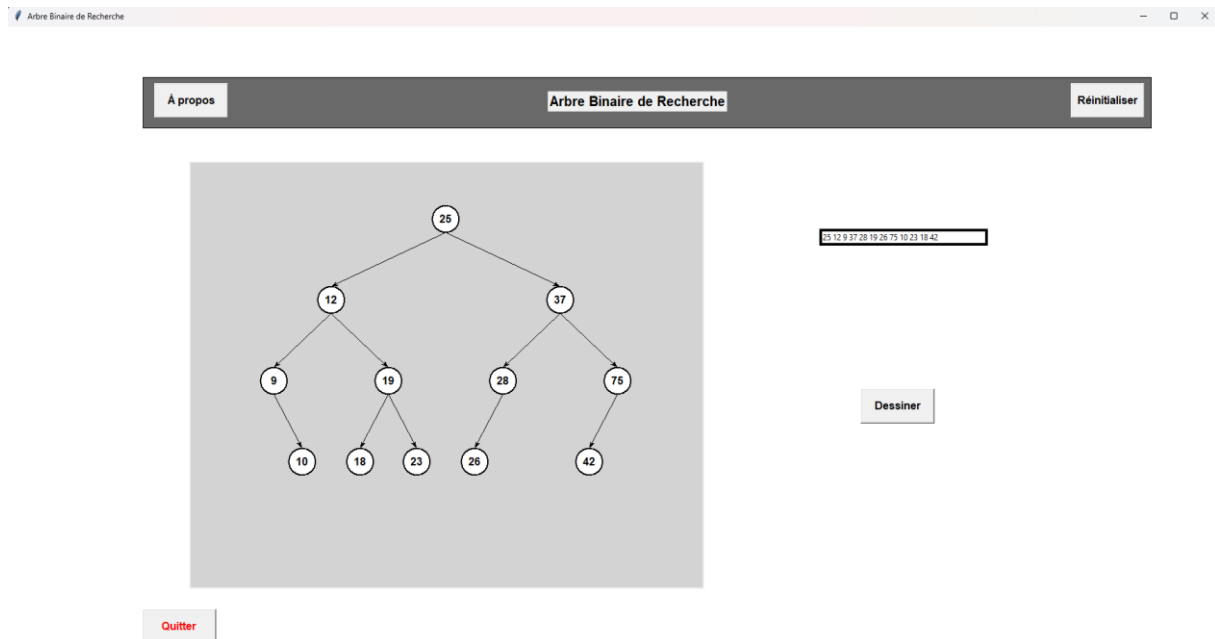 Arbre Binaire de Recherche
À propos
Arbre Binaire de Recherche
Réinitialiser
25
25 12 9 37 28 19 26 75 10 23 18 42
12 37
9 19 28 75
Dessiner
10 18 23 26 42
Quitter